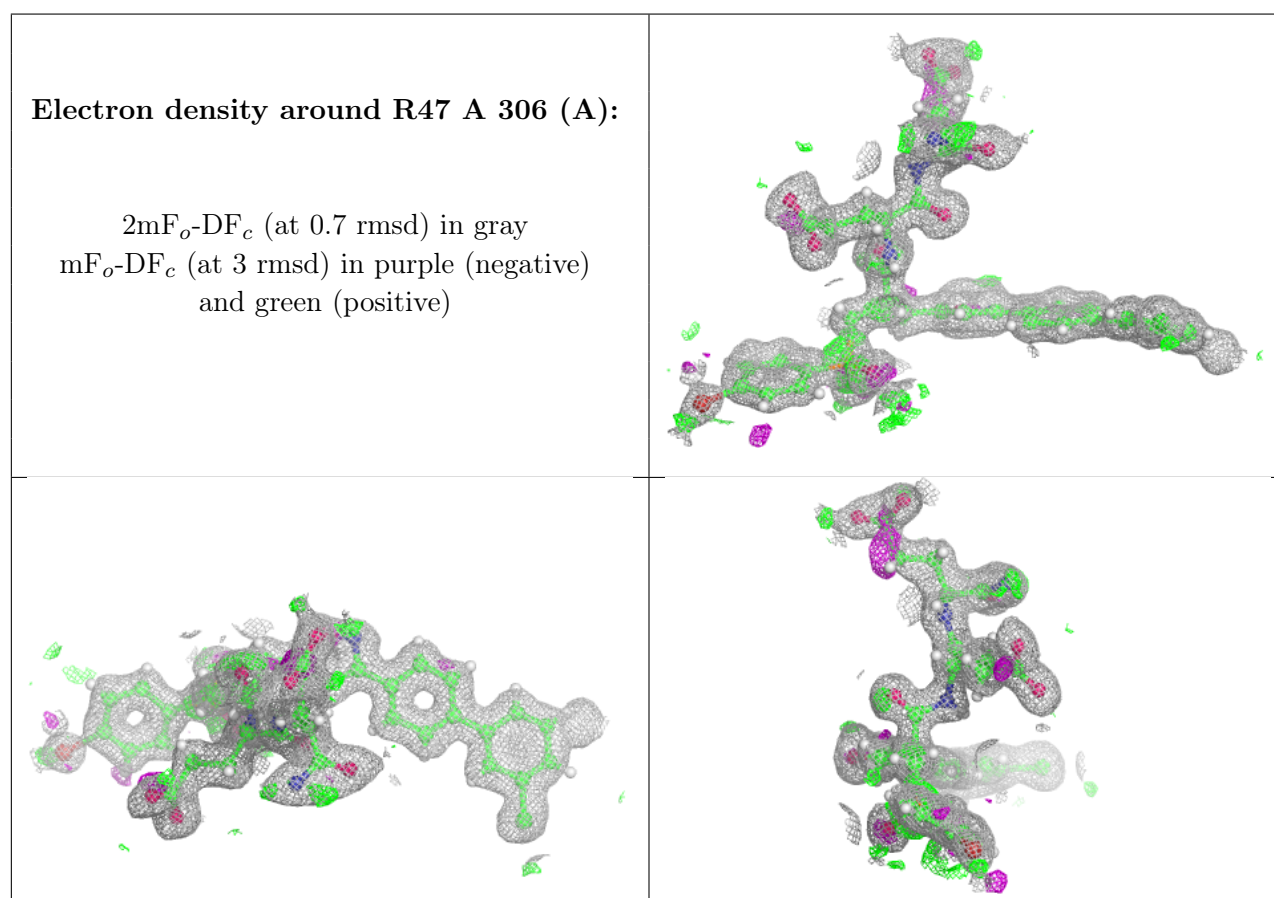 Electron density around R47 A 306 (A):
2mFₒ-DF𝒸 (at 0.7 rmsd) in gray
mFₒ-DF𝒸 (at 3 rmsd) in purple (negative)
and green (positive)